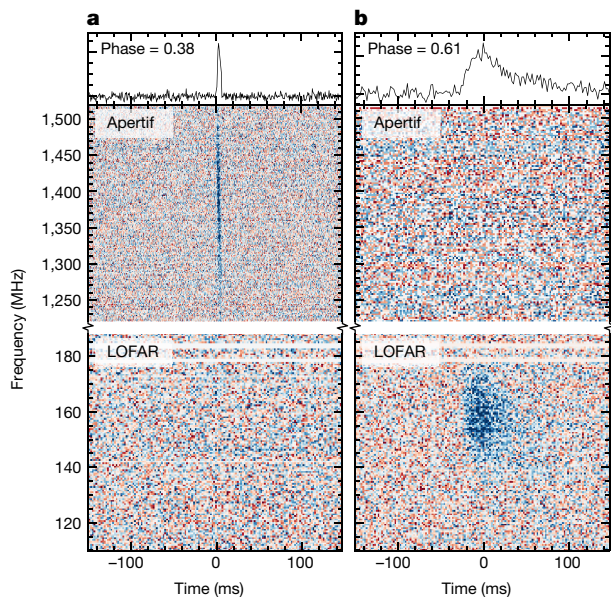 a
b
Phase = 0.38
Phase = 0.61
Apertif
Apertif
1,500
1,450
1,400
1,350
1,300
1,250
Frequency (MHz)
LOFAR
LOFAR
180
160
140
120
−100 0 100
−100 0 100
Time (ms)
Time (ms)